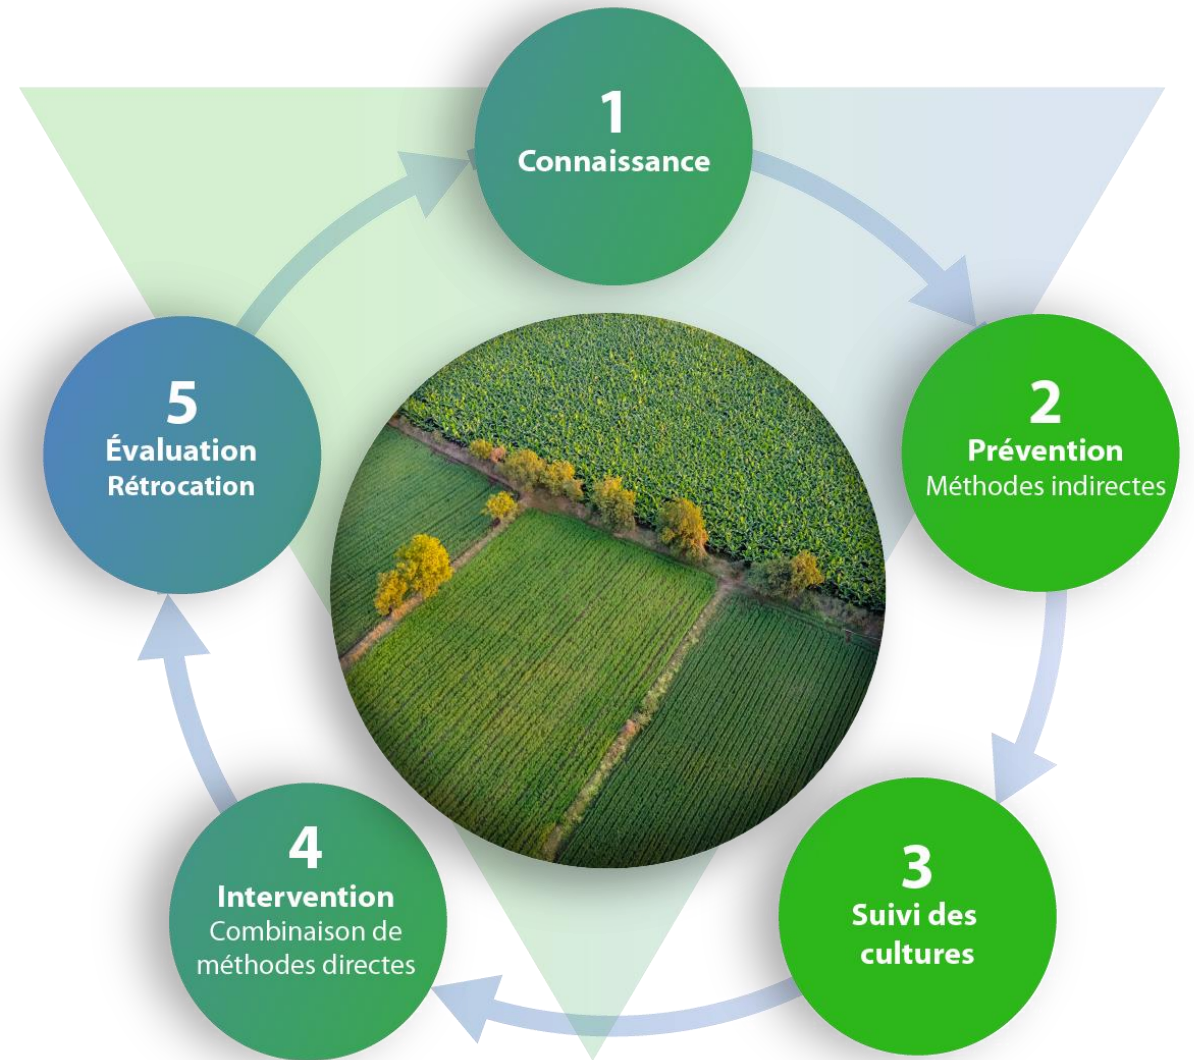 1
Connaissance
2
Prévention
Méthodes indirectes
3
Suivi des
cultures
4
Intervention
Combinaison de
méthodes directes
5
Évaluation
Rétrocation